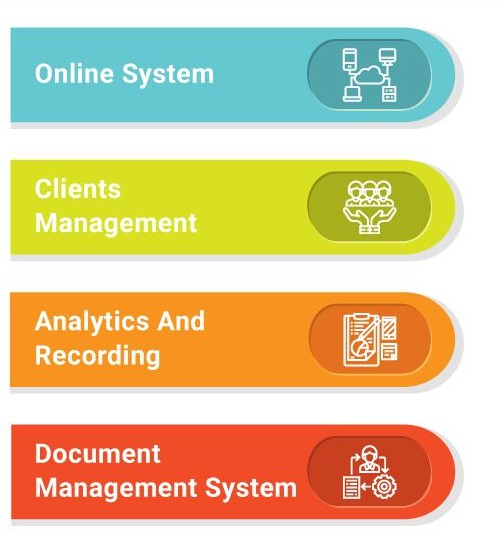 Online System
Clients
Management
Analytics And
Recording
Document
Management System